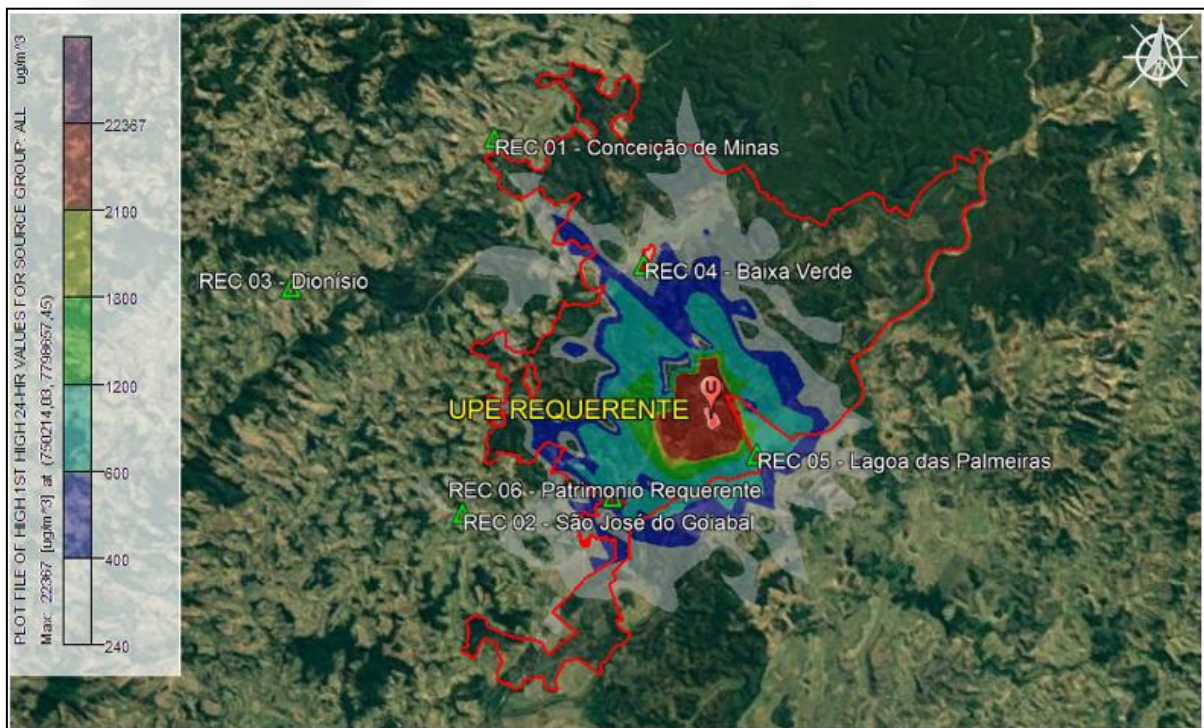 PLOT FILE OF HIGH 1ST HIGH 24-HR VALUES FOR SOURCE GROUP: ALL ug/m^3
Max: 22367 [ug/m^3] at (750214,03, 7798657,45)
22367
2100
1800
1200
600
400
240
REC 01 - Conceição de Minas
REC 04 - Baixa Verde
REC 03 - Dionísio
U
UPE REQUERENTE
REC 05 - Lagoa das Palmeiras
REC 06 - Patrimonio Requerente
REC 02 - São José do Goiabal
N